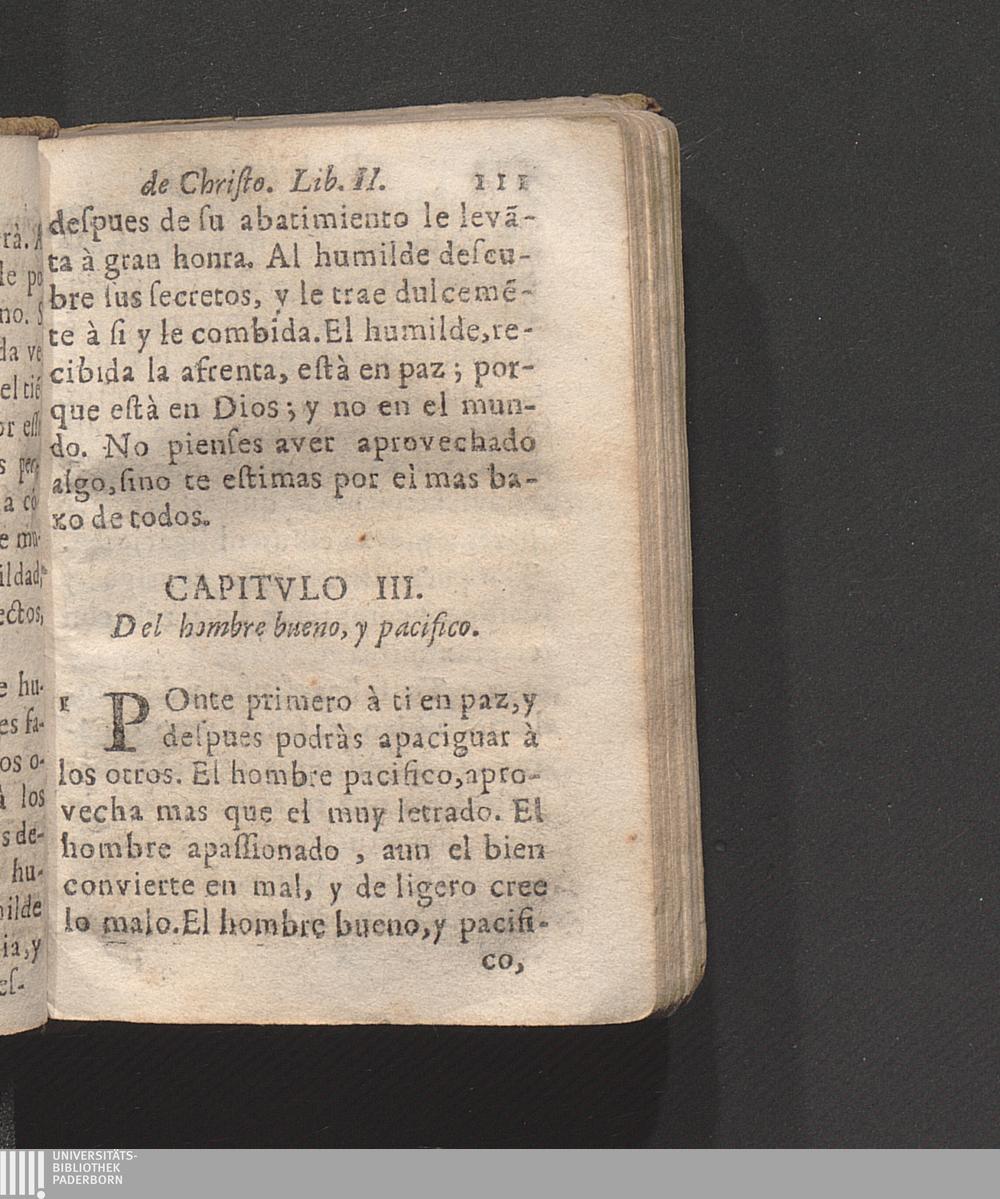 de Chriſto. Lib. II. 111
deſpues de ſu abatimiento le levã-
ta à gran honra. Al humilde deſcu-
bre ſus ſecretos, y le trae dulcemẽ-
te à ſi y le combida.El humilde,re-
cibida la afrenta, eſtà en paz ; por-
que eſtà en Dios ; y no en el mun-
do. No pienſes aver aprovechado
algo,ſino te eſtimas por el mas ba-
xo de todos.
CAPITVLO III.
Del hombre bueno, y pacifico.
1 POnte primero à ti en paz,y
deſpues podràs apaciguar à
los otros. El hombre pacifico,apro-
vecha mas que el muy letrado. El
hombre apaſſionado , aun el bien
convierte en mal, y de ligero cree
lo malo.El hombre bueno,y pacifi-
co,
UNIVERSITÄTS-
BIBLIOTHEK
PADERBORN